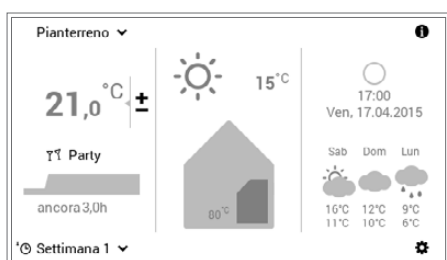 Pianterreno
21,0°C ±
Party
ancora 3,0h
Settimana 1
15°C
80°C
17:00
Ven, 17.04.2015
Sab Dom Lun
16°C 12°C 9°C
11°C 10°C 6°C